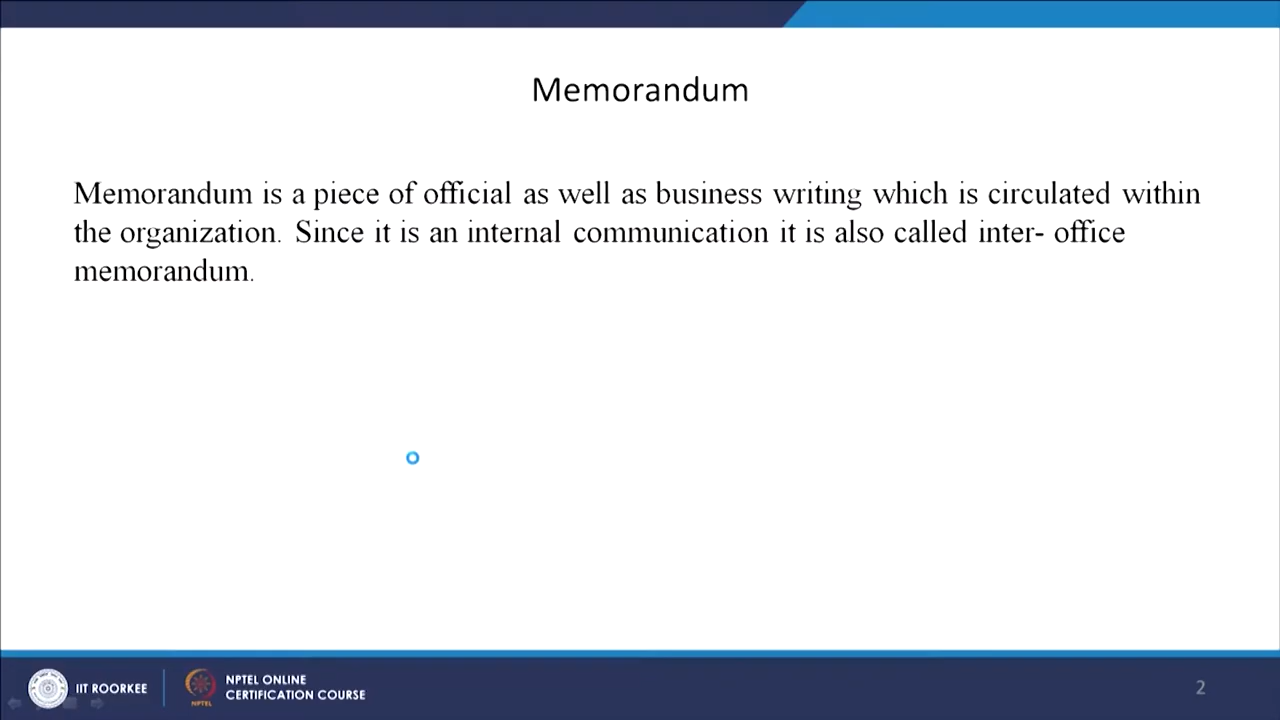 Memorandum
Memorandum is a piece of official as well as business writing which is circulated within
the organization. Since it is an internal communication it is also called inter- office
memorandum.
IIT ROORKEE
NPTEL ONLINE
CERTIFICATION COURSE
NPTEL
2